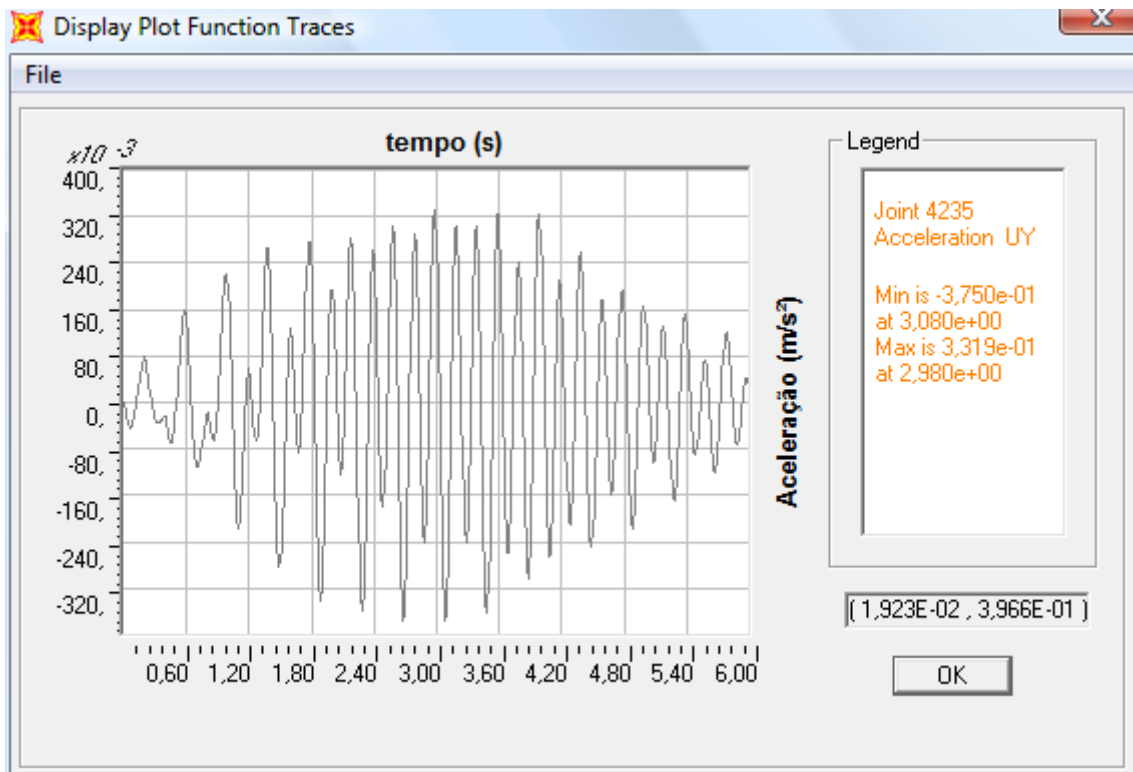 Display Plot Function Traces
File
tempo (s)
x10 -3
400,
320,
240,
160,
80,
0,
-80,
-160,
-240,
-320,
0,60 1,20 1,80 2,40 3,00 3,60 4,20 4,80 5,40 6,00
Aceleração (m/s²)
Legend
Joint 4235
Acceleration UY
Min is -3,750e-01
at 3,080e+00
Max is 3,319e-01
at 2,980e+00
( 1,923E-02 , 3,966E-01 )
OK